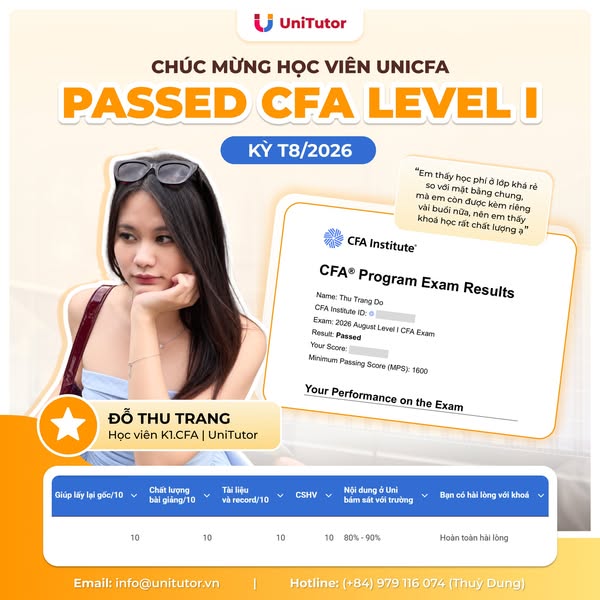 UniTutor
CHÚC MỪNG HỌC VIÊN UNICFA
PASSED CFA LEVEL I
KỲ T8/2026
"Em thấy học phí ở lớp khá rẻ
so với mặt bằng chung,
mà em còn được kèm riêng
vài buổi nữa, nên em thấy
khoá học rất chất lượng ạ"
CFA Institute®
CFA® Program Exam Results
Name: Thu Trang Do
CFA Institute ID:
Exam: 2026 August Level I CFA Exam
Result: Passed
Your Score:
Minimum Passing Score (MPS): 1600
Your Performance on the Exam
ĐỖ THU TRANG
Học viên K1.CFA | UniTutor
Giúp lấy lại gốc/10 Chất lượng bài giảng/10 Tài liệu và record/10 CSHV Nội dung ở Uni bám sát với trường Bạn có hài lòng với khoá
10 10 10 10 80% - 90% Hoàn toàn hài lòng
Email: info@unitutor.vn | Hotline: (+84) 979 116 074 (Thuỳ Dung)